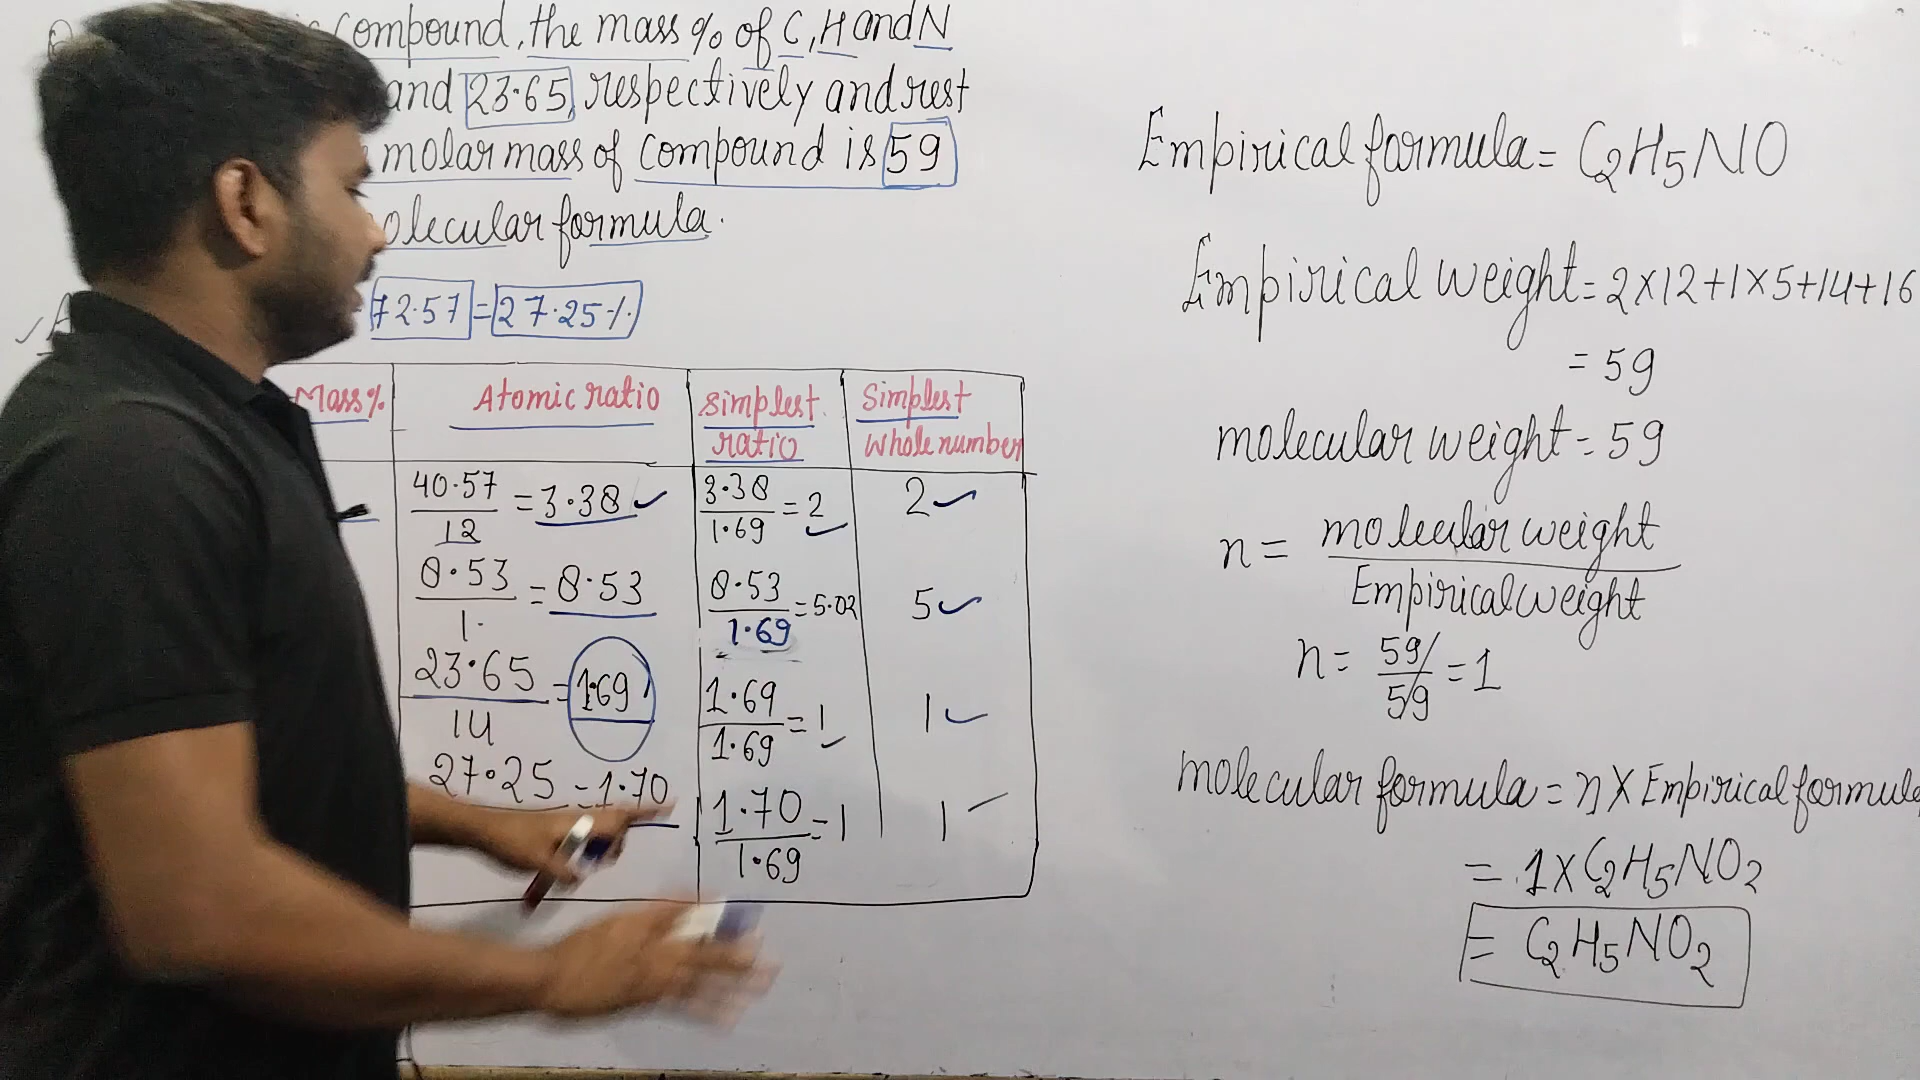 compound, the mass % of C, H and N
and 23.65 respectively and rest
molar mass of compound is 59
molecular formula.
72.57 = 27.25%
Mass% Atomic ratio Simplest ratio Simplest Whole number
40.57/12 = 3.38 3.38/1.69 = 2 2
8.53/1 = 8.53 8.53/1.69 = 5.02 5
23.65/14 = 1.69 1.69/1.69 = 1 1
27.25 = 1.70 1.70/1.69 = 1 1
Empirical formula = C₂H₅NO
Empirical weight = 2×12+1×5+14+16
= 59
molecular weight = 59
n = molecular weight / Empirical weight
n = 59/59 = 1
molecular formula = n × Empirical formula
= 1×C₂H₅NO₂
= C₂H₅NO₂